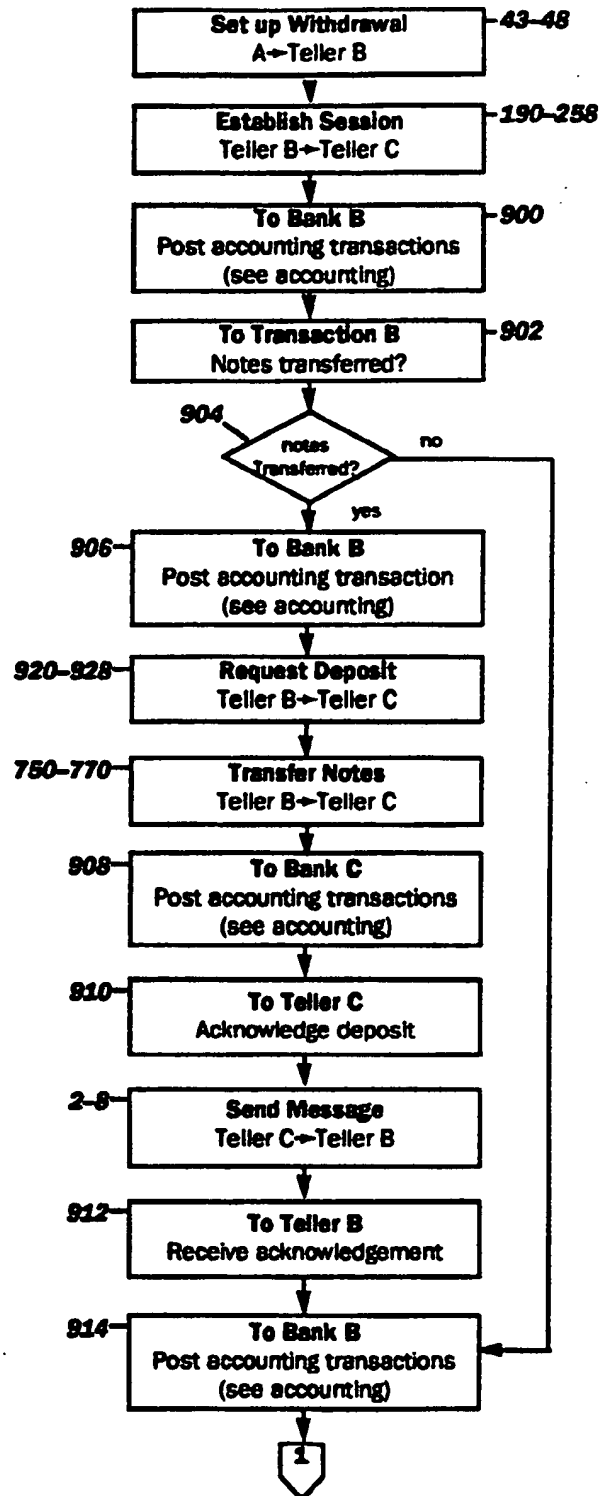 Set up Withdrawal
A→Teller B
43–48
Establish Session
Teller B→Teller C
190–258
To Bank B
Post accounting transactions
(see accounting)
900
To Transaction B
Notes transferred?
902
904
notes
Transferred?
no
yes
906
To Bank B
Post accounting transaction
(see accounting)
920–928
Request Deposit
Teller B→Teller C
750–770
Transfer Notes
Teller B→Teller C
908
To Bank C
Post accounting transactions
(see accounting)
910
To Teller C
Acknowledge deposit
2–8
Send Message
Teller C→Teller B
912
To Teller B
Receive acknowledgement
914
To Bank B
Post accounting transactions
(see accounting)
1